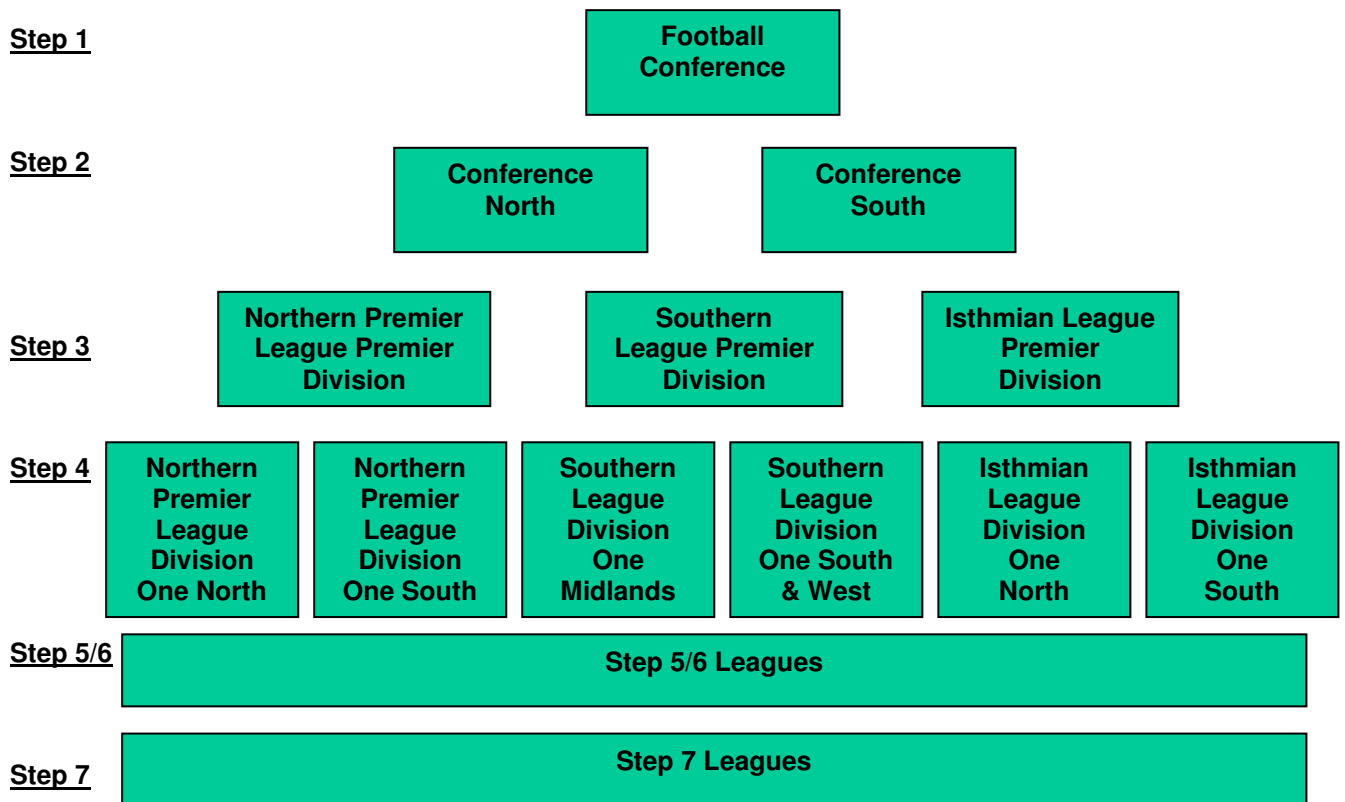 Step 1
Football
Conference
Step 2
Conference
North
Conference
South
Step 3
Northern Premier
League Premier
Division
Southern
League Premier
Division
Isthmian League
Premier
Division
Step 4
Northern
Premier
League
Division
One North
Northern
Premier
League
Division
One South
Southern
League
Division
One
Midlands
Southern
League
Division
One South
& West
Isthmian
League
Division
One
North
Isthmian
League
Division
One
South
Step 5/6
Step 5/6 Leagues
Step 7
Step 7 Leagues